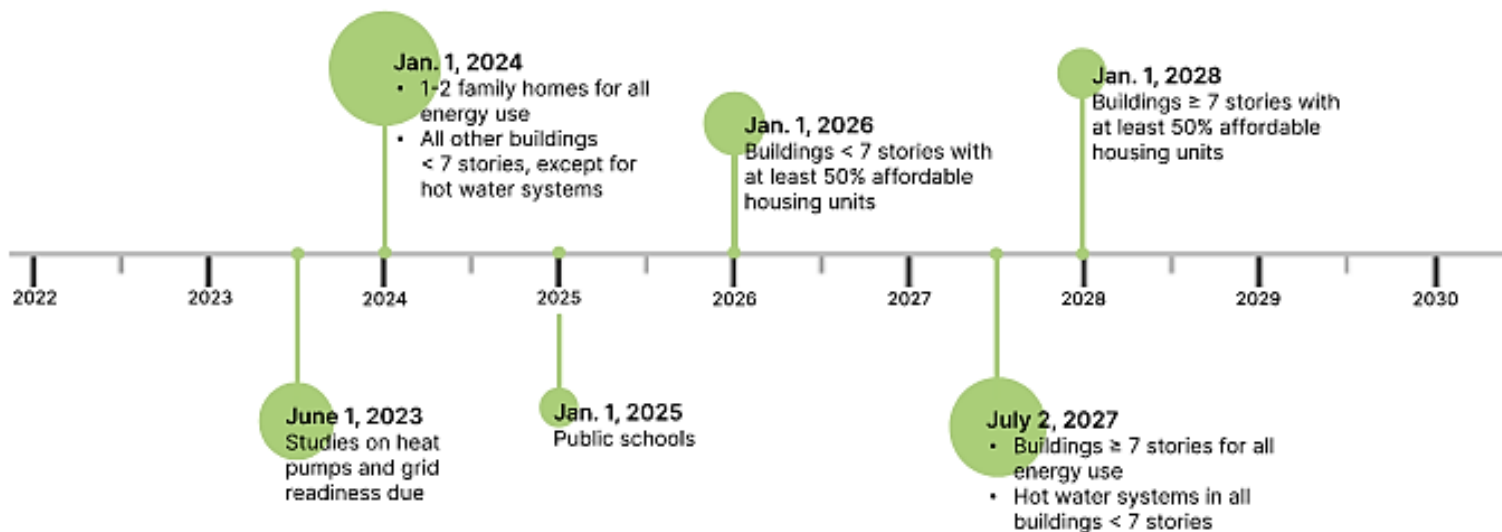 Jan. 1, 2024
• 1-2 family homes for all
energy use
• All other buildings
< 7 stories, except for
hot water systems
Jan. 1, 2026
Buildings < 7 stories with
at least 50% affordable
housing units
Jan. 1, 2028
Buildings ≥ 7 stories with
at least 50% affordable
housing units
2022
2023
2024
2025
2026
2027
2028
2029
2030
June 1, 2023
Studies on heat
pumps and grid
readiness due
Jan. 1, 2025
Public schools
July 2, 2027
• Buildings ≥ 7 stories for all
energy use
• Hot water systems in all
buildings < 7 stories